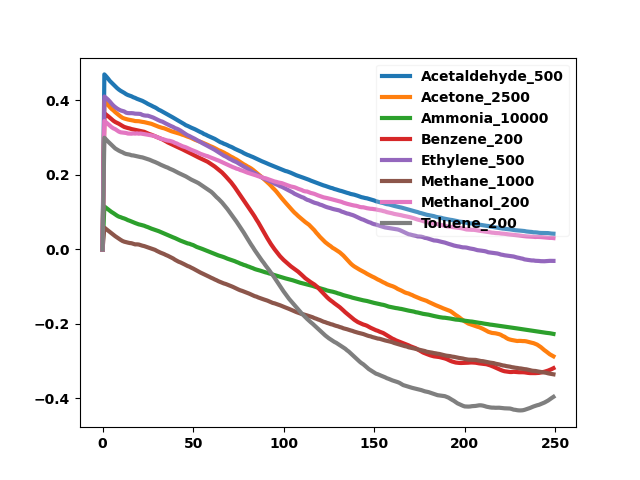 0.4
0.2
0.0
−0.2
−0.4
0
50
100
150
200
250
Acetaldehyde_500
Acetone_2500
Ammonia_10000
Benzene_200
Ethylene_500
Methane_1000
Methanol_200
Toluene_200